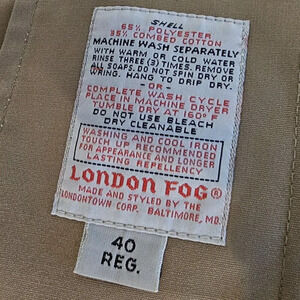 SHELL
65% POLYESTER
35% COMBED COTTON
MACHINE WASH SEPARATELY
WITH WARM OR COLD WATER
RINSE THREE (3) TIMES. REMOVE
ALL SOAPS. DO NOT SPIN DRY OR
WRING. HANG TO DRIP DRY.
-OR-
COMPLETE WASH CYCLE
PLACE IN MACHINE DRYER
TUMBLE DRY AT 160° F
DO NOT USE BLEACH
DRY CLEANABLE
WASHING AND COOL IRON
TOUCH UP RECOMMENDED
FOR APPEARANCE AND LONGER
LASTING REPELLENCY
LONDON FOG®
MADE AND STYLED BY THE
LONDONTOWN CORP. BALTIMORE, MD.
40
REG.